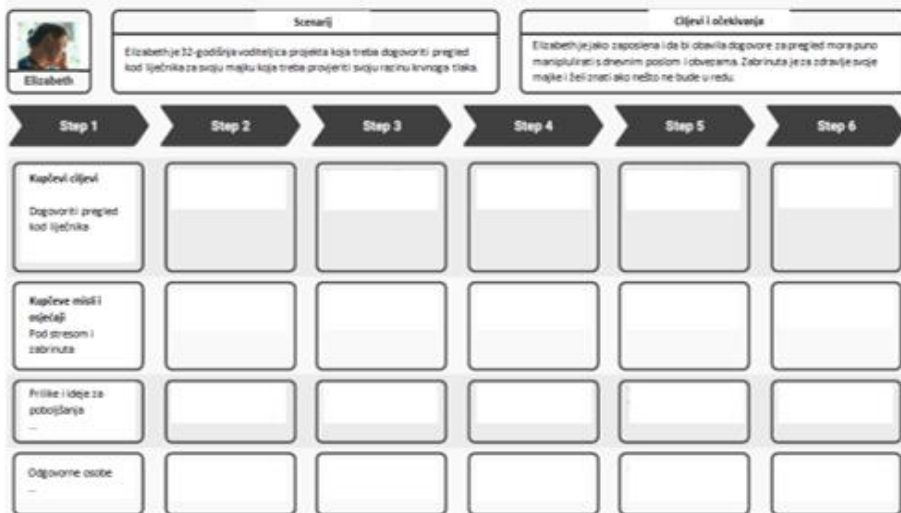 Scenarij
Elizabeth je 32-godišnja voditeljica projekta koja treba dogovoriti pregled
kod liječnika za svoju majku koja treba provjeriti svoju razinu krvnoga tlaka.
Ciljevi i očekivanja
Elizabeth je jako zaposlena i da bi obavila dogovore za pregled mora puno
manipulirati s dnevnim poslom i obvezama. Zabrinuta je za zdravlje svoje
majke i želi znati ako nešto ne bude u redu.
Elizabeth
Step 1
Step 2
Step 3
Step 4
Step 5
Step 6
Kupčevi ciljevi
Dogovoriti pregled
kod liječnika
Kupčeve misli i
osjećaji
Pod stresom i
zabrinuta
Prilike i ideje za
poboljšanja
...
Odgovorne osobe
...